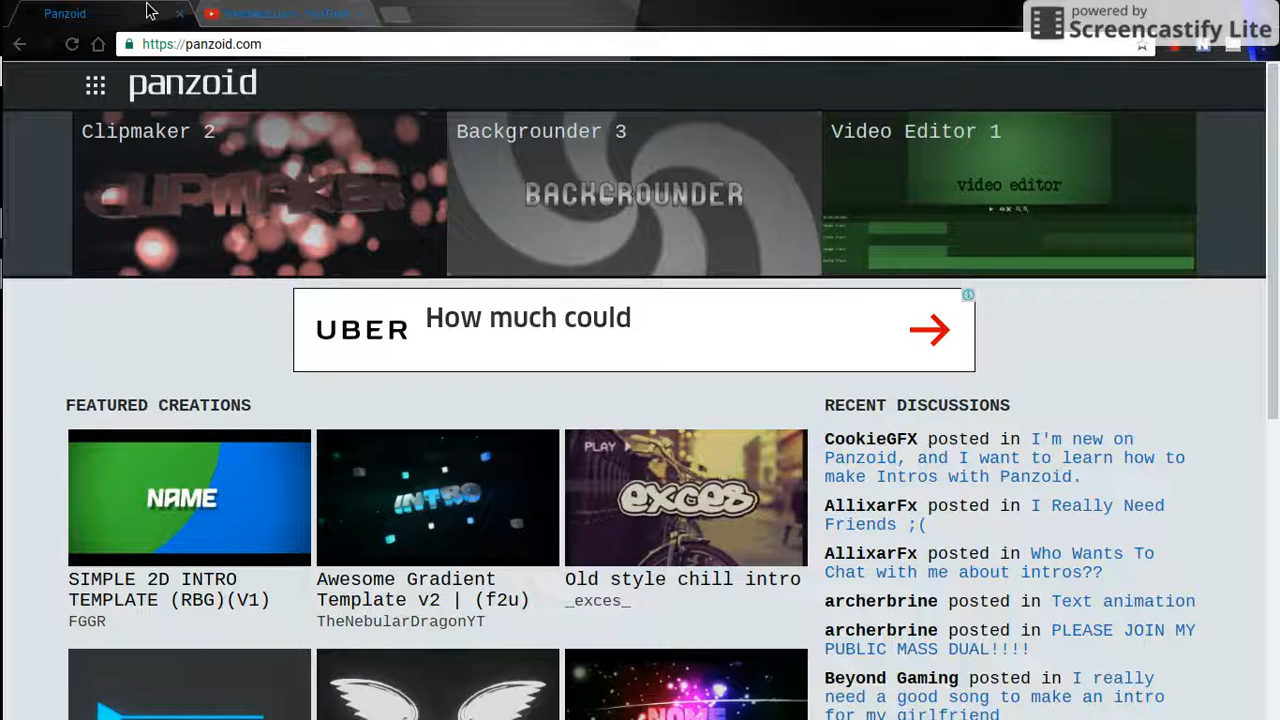 Panzoid
powered by
Screencastify Lite
https://panzoid.com
panzoid
Clipmaker 2
Backgrounder 3
Video Editor 1
CLIPMAKER
BACKGROUNDER
video editor
UBER
How much could
FEATURED CREATIONS
RECENT DISCUSSIONS
NAME
INTRO
PLAY
exces
SIMPLE 2D INTRO
TEMPLATE (RBG)(V1)
FGGR
Awesome Gradient
Template v2 | (f2u)
TheNebularDragonYT
Old style chill intro
_exces_
CookieGFX posted in I'm new on
Panzoid, and I want to learn how to
make Intros with Panzoid.
AllixarFx posted in I Really Need
Friends ;(
AllixarFx posted in Who Wants To
Chat with me about intros??
archerbrine posted in Text animation
archerbrine posted in PLEASE JOIN MY
PUBLIC MASS DUAL!!!!
Beyond Gaming posted in I really
need a good song to make an intro
for my girlfriend
NAME